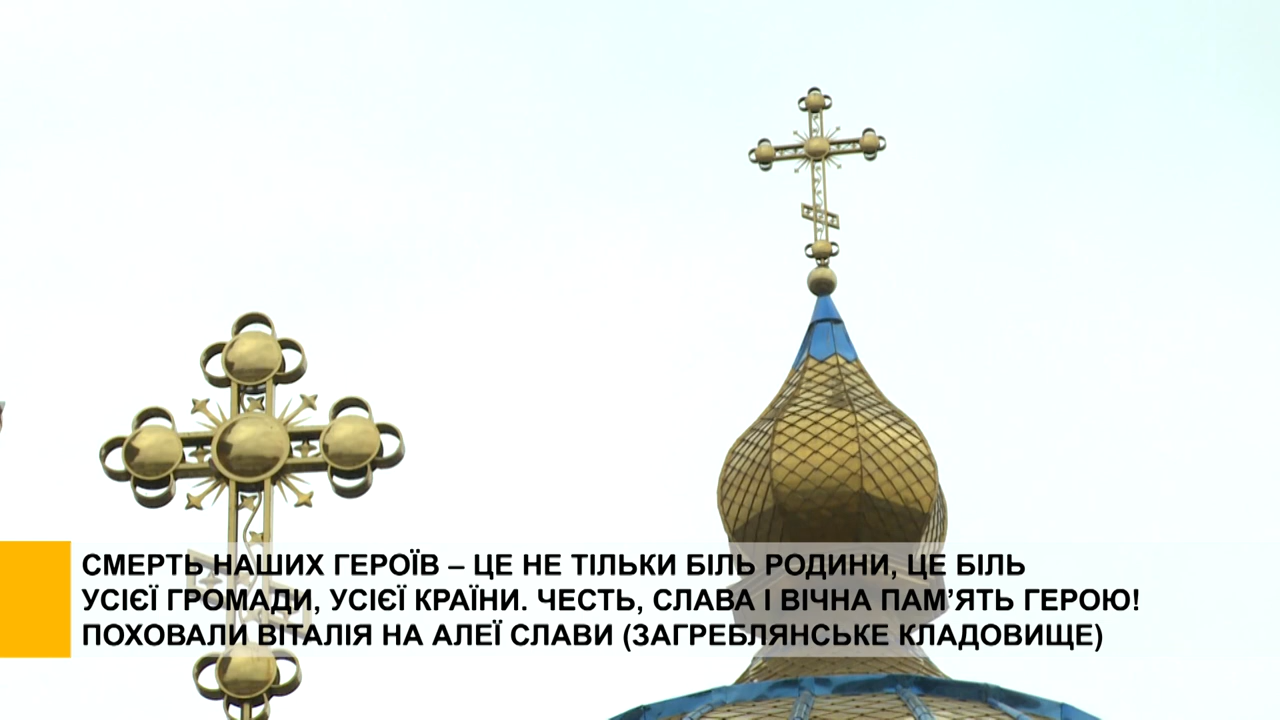 СМЕРТЬ НАШИХ ГЕРОЇВ – ЦЕ НЕ ТІЛЬКИ БІЛЬ РОДИНИ, ЦЕ БІЛЬ
УСІЄЇ ГРОМАДИ, УСІЄЇ КРАЇНИ. ЧЕСТЬ, СЛАВА І ВІЧНА ПАМ’ЯТЬ ГЕРОЮ!
ПОХОВАЛИ ВІТАЛІЯ НА АЛЕЇ СЛАВИ (ЗАГРЕБЛЯНСЬКЕ КЛАДОВИЩЕ)